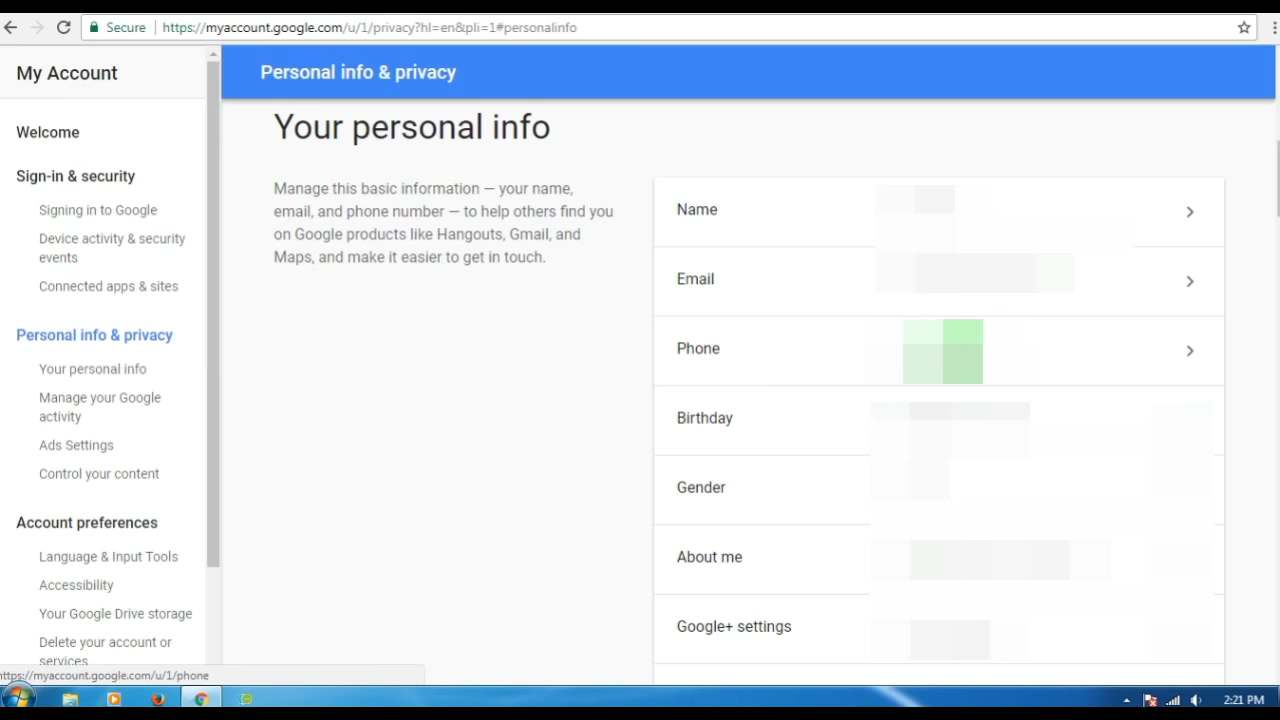 Secure
https://myaccount.google.com/u/1/privacy?hl=en&pli=1#personalinfo
My Account
Welcome
Sign-in & security
Signing in to Google
Device activity & security
events
Connected apps & sites
Personal info & privacy
Your personal info
Manage your Google
activity
Ads Settings
Control your content
Account preferences
Language & Input Tools
Accessibility
Your Google Drive storage
Delete your account or
services
Personal info & privacy
Your personal info
Manage this basic information — your name,
email, and phone number — to help others find you
on Google products like Hangouts, Gmail, and
Maps, and make it easier to get in touch.
Name
Email
Phone
Birthday
Gender
About me
Google+ settings
https://myaccount.google.com/u/1/phone
2:21 PM